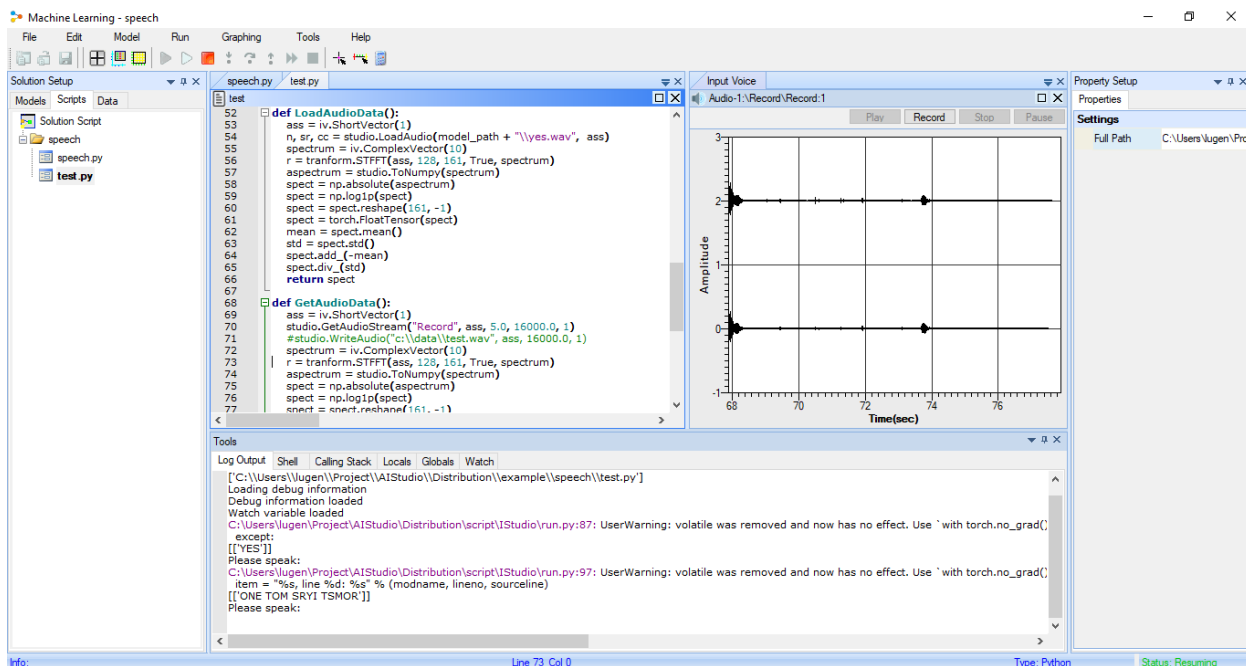 Machine Learning - speech
File Edit Model Run Graphing Tools Help
Solution Setup
Models Scripts Data
Solution Script
speech
speech.py
test.py
speech.py test.py
test
52 def LoadAudioData():
53 ass = iv.ShortVector(1)
54 n, s, cc = studio.LoadAudio(model_path + "\\yes.wav", ass)
55 spectrum = iv.ComplexVector(10)
56 r = tranform.STFFT(ass, 128, 161, True, spectrum)
57 aspectrum = studio.ToNumpy(spectrum)
58 spect = np.absolute(aspectrum)
59 spect = np.log1p(spect)
60 spect = spect.reshape(161, -1)
61 spect = torch.FloatTensor(spect)
62 mean = spect.mean()
63 std = spect.std()
64 spect.add_(-mean)
65 spect.div_(std)
66 return spect
67
68 def GetAudioData():
69 ass = iv.ShortVector(1)
70 studio.GetAudioStream("Record", ass, 5.0, 16000.0, 1)
71 #studio.WriteAudio("c:\\data\\test.wav", ass, 16000.0, 1)
72 spectrum = iv.ComplexVector(10)
73 r = tranform.STFFT(ass, 128, 161, True, spectrum)
74 aspectrum = studio.ToNumpy(spectrum)
75 spect = np.absolute(aspectrum)
76 spect = np.log1p(spect)
77 spect = spect.reshape(161, -1)
Input Voice
Audio-1:\Record\Record:1
Play Record Stop Pause
3
2
1
0
-1
Amplitude
68 70 72 74 76
Time(sec)
Property Setup
Properties
Settings
Full Path C:\Users\lugen\Pro
Tools
Log Output Shell Calling Stack Locals Globals Watch
['C:\\Users\\lugen\\Project\\AIStudio\\Distribution\\example\\speech\\test.py']
Loading debug information
Debug information loaded
Watch variable loaded
C:\Users\lugen\Project\AIStudio\Distribution\script\IStudio\run.py:87: UserWarning: volatile was removed and now has no effect. Use `with torch.no_grad()
except:
[['YES']]
Please speak:
C:\Users\lugen\Project\AIStudio\Distribution\script\IStudio\run.py:97: UserWarning: volatile was removed and now has no effect. Use `with torch.no_grad()
item = "%s, line %d: %s" % (modname, lineno, sourceline)
[['ONE TOM SRYI TSMOR']]
Please speak:
Info: Line 73 Col 0 Type: Python Status: Resuming